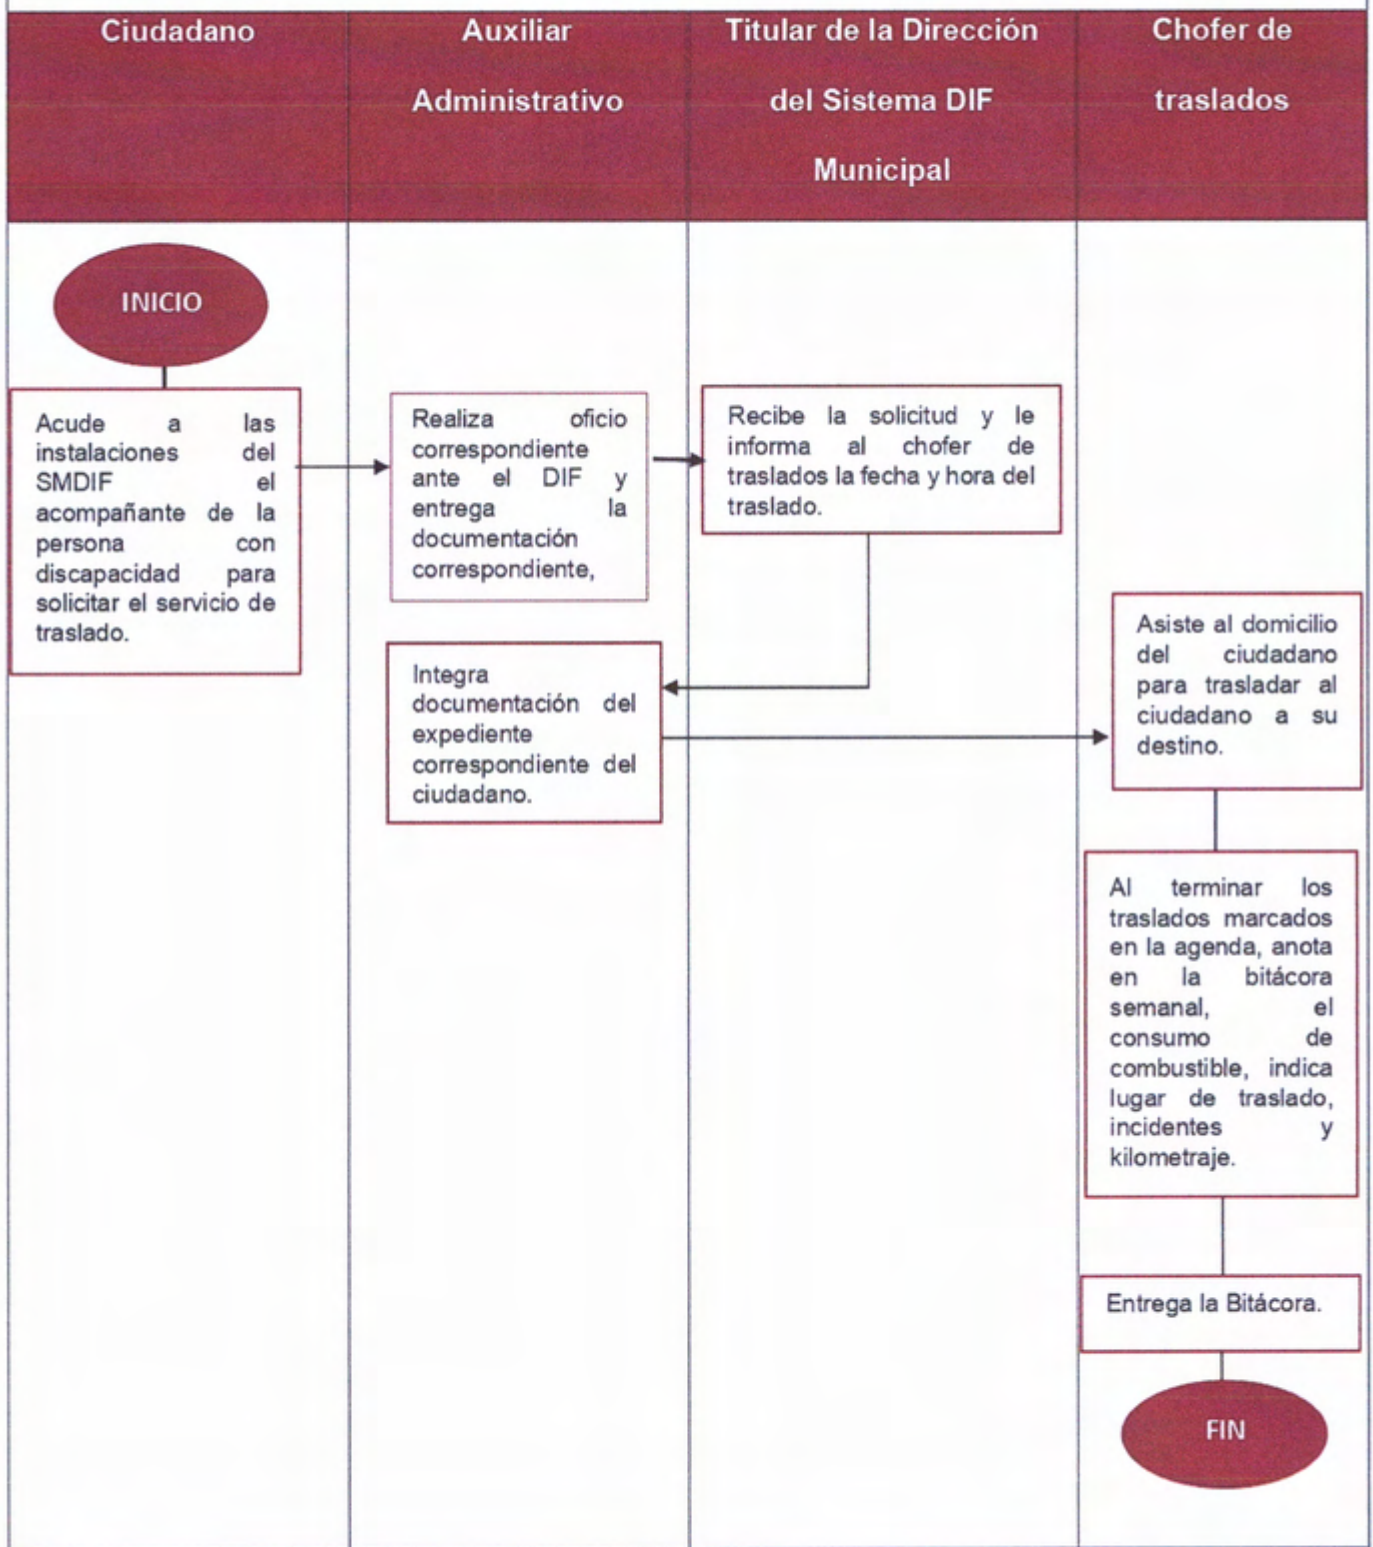 Ciudadano
Auxiliar
Administrativo
Titular de la Dirección
del Sistema DIF
Municipal
Chofer de
traslados
INICIO
Acude a las
instalaciones del
SMDIF el
acompañante de la
persona con
discapacidad para
solicitar el servicio de
traslado.
Realiza oficio
correspondiente
ante el DIF y
entrega la
documentación
correspondiente,
Recibe la solicitud y le
informa al chofer de
traslados la fecha y hora del
traslado.
Integra
documentación del
expediente
correspondiente del
ciudadano.
Asiste al domicilio
del ciudadano
para trasladar al
ciudadano a su
destino.
Al terminar los
traslados marcados
en la agenda, anota
en la bitácora
semanal, el
consumo de
combustible, indica
lugar de traslado,
incidentes y
kilometraje.
Entrega la Bitácora.
FIN